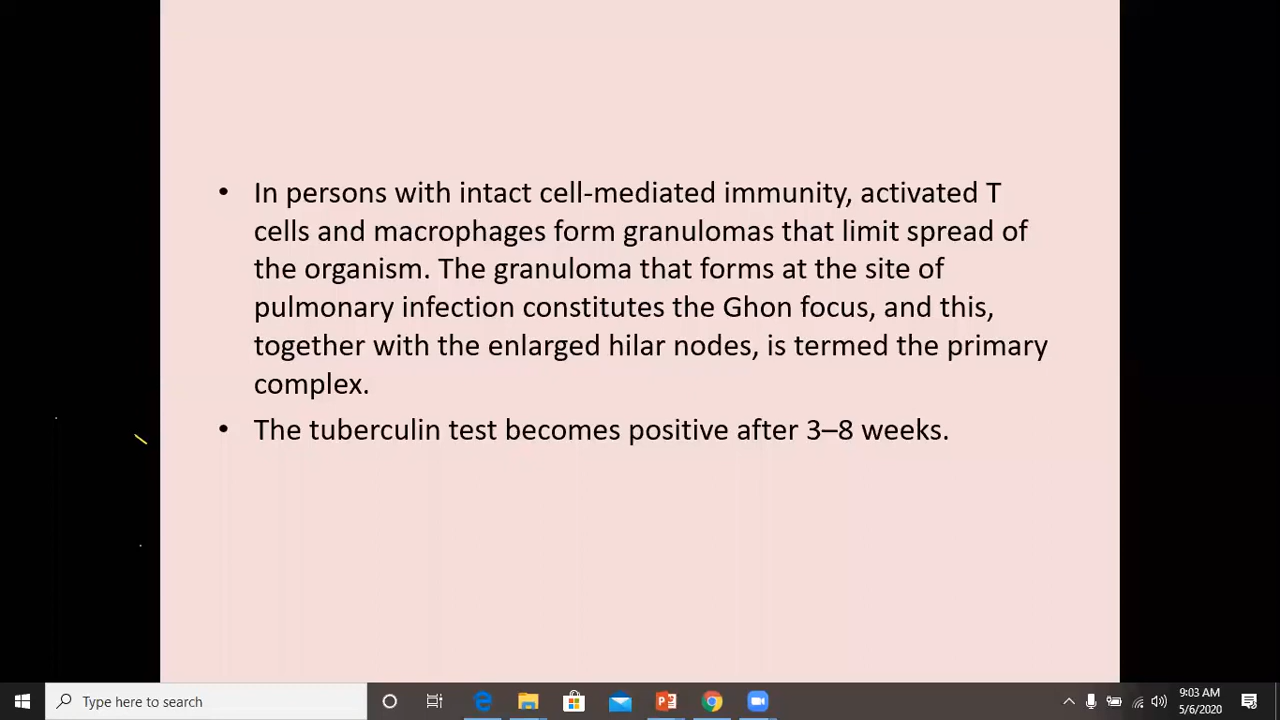 • In persons with intact cell-mediated immunity, activated T
cells and macrophages form granulomas that limit spread of
the organism. The granuloma that forms at the site of
pulmonary infection constitutes the Ghon focus, and this,
together with the enlarged hilar nodes, is termed the primary
complex.
• The tuberculin test becomes positive after 3–8 weeks.
Type here to search
9:03 AM
5/6/2020